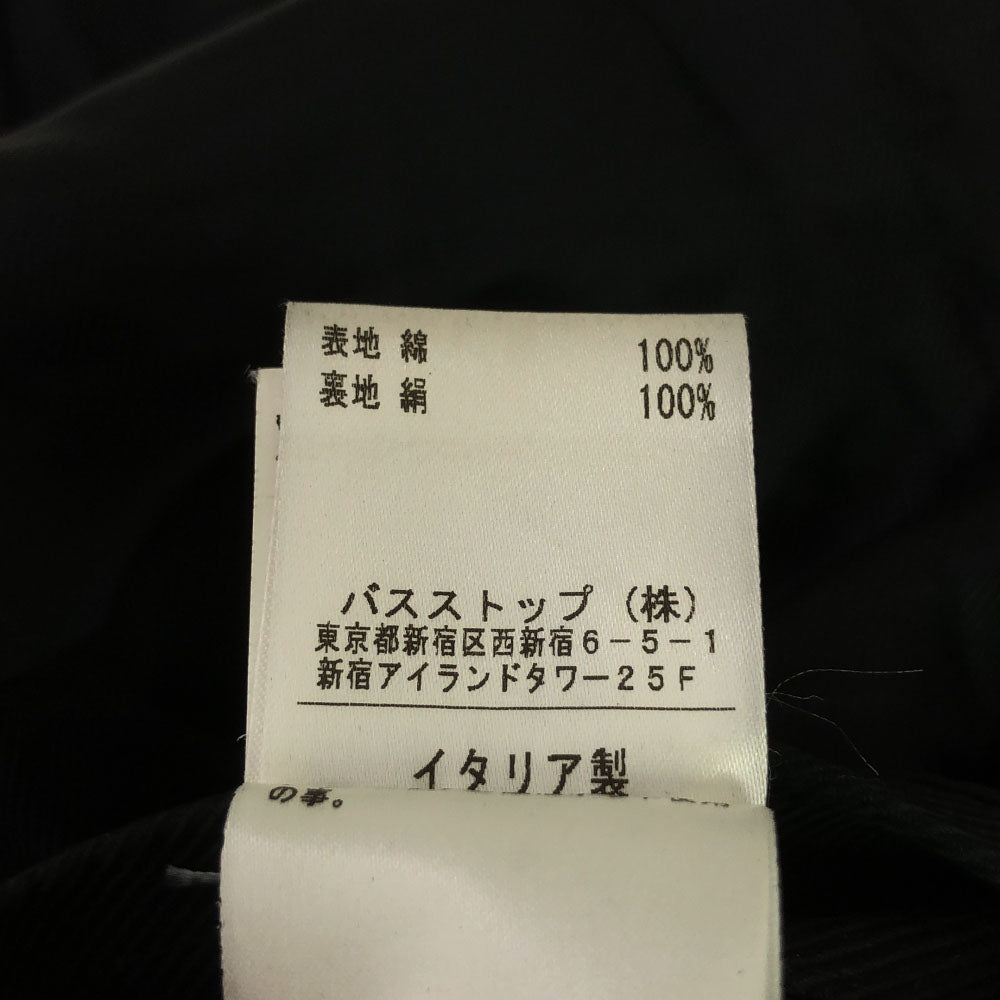 表地 綿 100%
裏地 絹 100%
バスストップ (株)
東京都新宿区西新宿6-5-1
新宿アイランドタワー25F
イタリア製
の事。